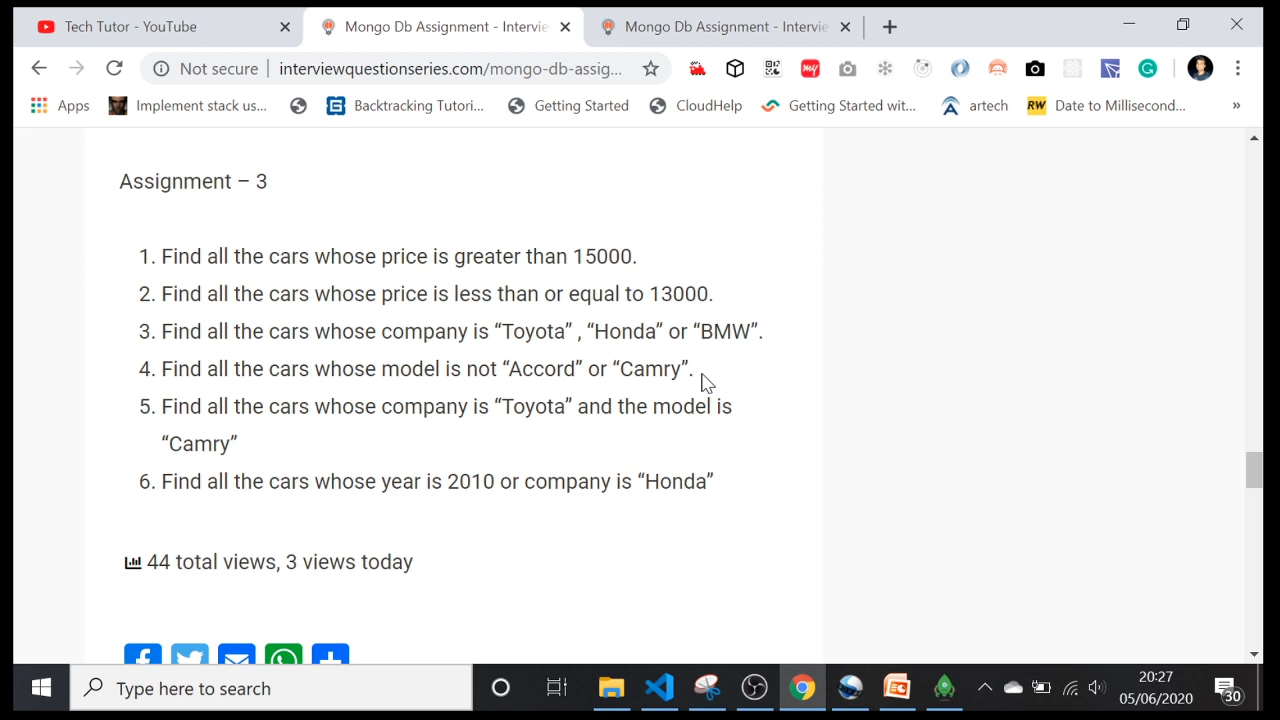 Tech Tutor - YouTube
Mongo Db Assignment - Intervie
Mongo Db Assignment - Intervie
Not secure
interviewquestionseries.com/mongo-db-assig...
Apps
Implement stack us...
Backtracking Tutori...
Getting Started
CloudHelp
Getting Started wit...
artech
RW
Date to Millisecond...
»
Assignment – 3
1. Find all the cars whose price is greater than 15000.
2. Find all the cars whose price is less than or equal to 13000.
3. Find all the cars whose company is “Toyota” , “Honda” or “BMW”.
4. Find all the cars whose model is not “Accord” or “Camry”.
5. Find all the cars whose company is “Toyota” and the model is
“Camry”
6. Find all the cars whose year is 2010 or company is “Honda”
44 total views, 3 views today
Type here to search
20:27
05/06/2020
30